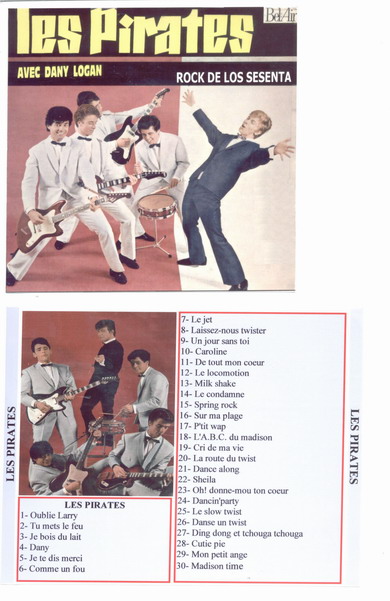 les Pirates
BelAir
AVEC DANY LOGAN
ROCK DE LOS SESENTA
LES PIRATES
LES PIRATES
1- Oublie Larry
2- Tu mets le feu
3- Je bois du lait
4- Dany
5- Je te dis merci
6- Comme un fou
7- Le jet
8- Laissez-nous twister
9- Un jour sans toi
10- Caroline
11- De tout mon coeur
12- Le locomotion
13- Milk shake
14- Le condamne
15- Spring rock
16- Sur ma plage
17- P'tit wap
18- L'A.B.C. du madison
19- Cri de ma vie
20- La route du twist
21- Dance along
22- Sheila
23- Oh! donne-mou ton coeur
24- Dancin'party
25- Le slow twist
26- Danse un twist
27- Ding dong et tchouga tchouga
28- Cutie pie
29- Mon petit ange
30- Madison time
LES PIRATES